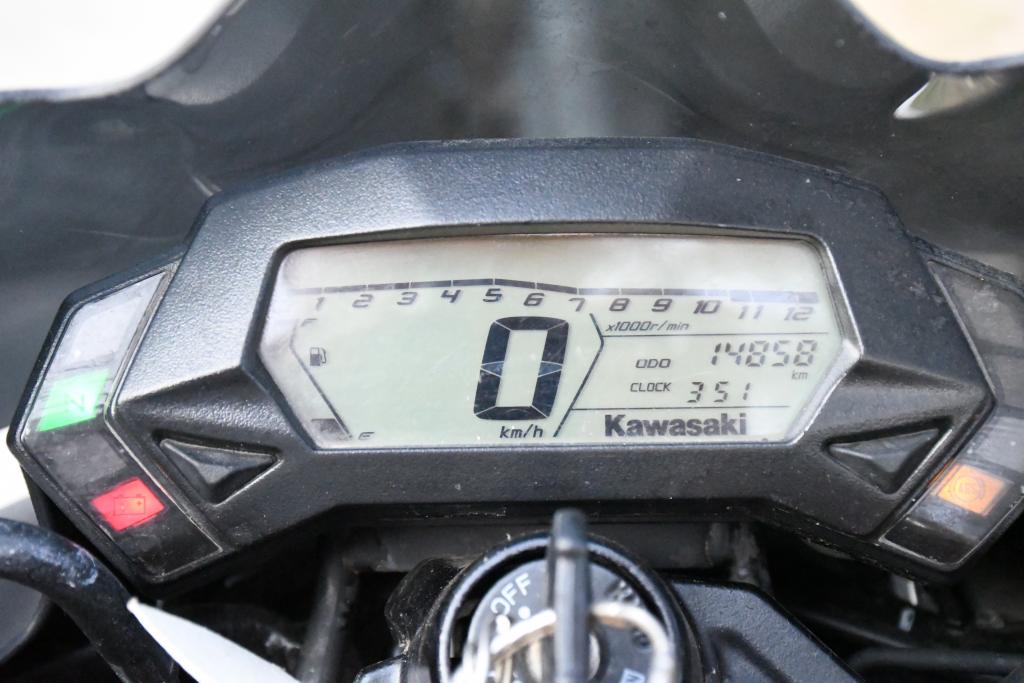 1 2 3 4 5 6 7 8 9 10 11 12
x1000r/min
F
0
ODO 14858
km
CLOCK 3 51
E
km/h
Kawasaki
N
OFF